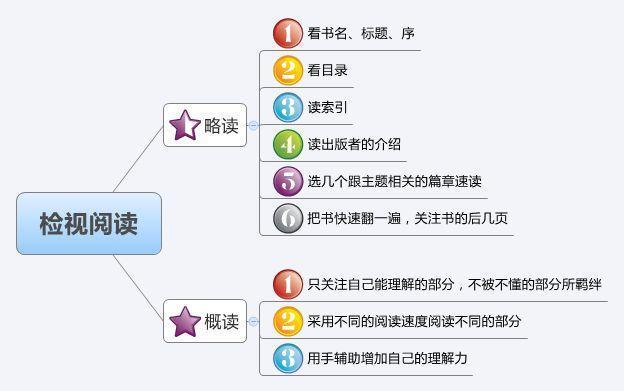 检视阅读
略读
1 看书名、标题、序
2 看目录
3 读索引
4 读出版者的介绍
5 选几个跟主题相关的篇章速读
6 把书快速翻一遍，关注书的后几页
概读
1 只关注自己能理解的部分，不被不懂的部分所羁绊
2 采用不同的阅读速度阅读不同的部分
3 用手辅助增加自己的理解力